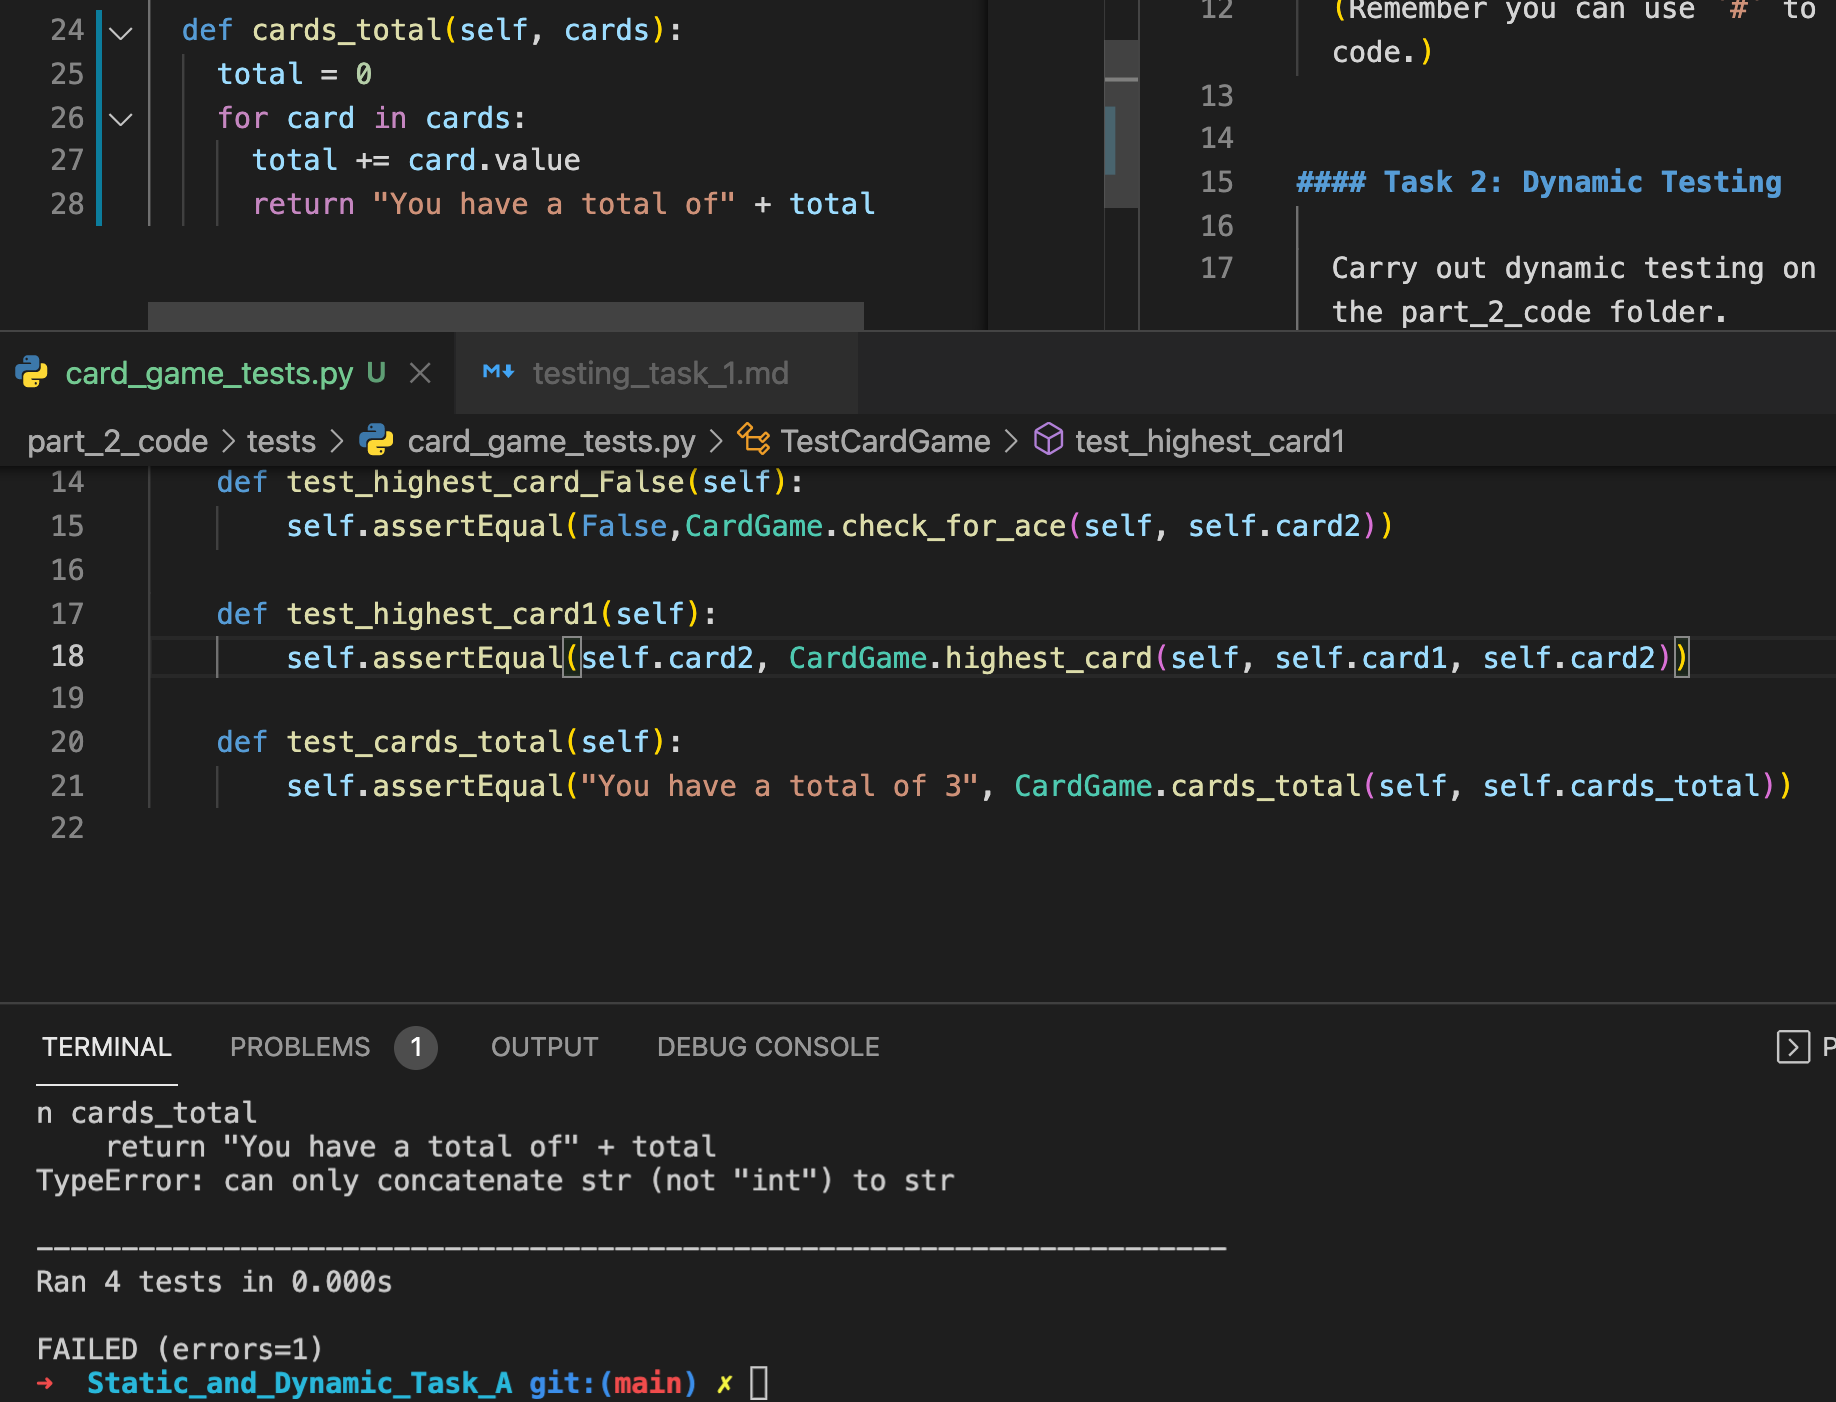 24 def cards_total(self, cards):
25 total = 0
26 for card in cards:
27 total += card.value
28 return "You have a total of" + total
12 (Remember you can use `#` to
code.)
13
14
15 #### Task 2: Dynamic Testing
16
17 Carry out dynamic testing on
the part_2_code folder.
card_game_tests.py U
testing_task_1.md
part_2_code > tests > card_game_tests.py > TestCardGame > test_highest_card1
14 def test_highest_card_False(self):
15 self.assertEqual(False,CardGame.check_for_ace(self, self.card2))
16
17 def test_highest_card1(self):
18 self.assertEqual(self.card2, CardGame.highest_card(self, self.card1, self.card2))
19
20 def test_cards_total(self):
21 self.assertEqual("You have a total of 3", CardGame.cards_total(self, self.cards_total))
22
TERMINAL PROBLEMS 1 OUTPUT DEBUG CONSOLE
n cards_total
return "You have a total of" + total
TypeError: can only concatenate str (not "int") to str
----------------------------------------------------------------------
Ran 4 tests in 0.000s
FAILED (errors=1)
➜ Static_and_Dynamic_Task_A git:(main) ✗